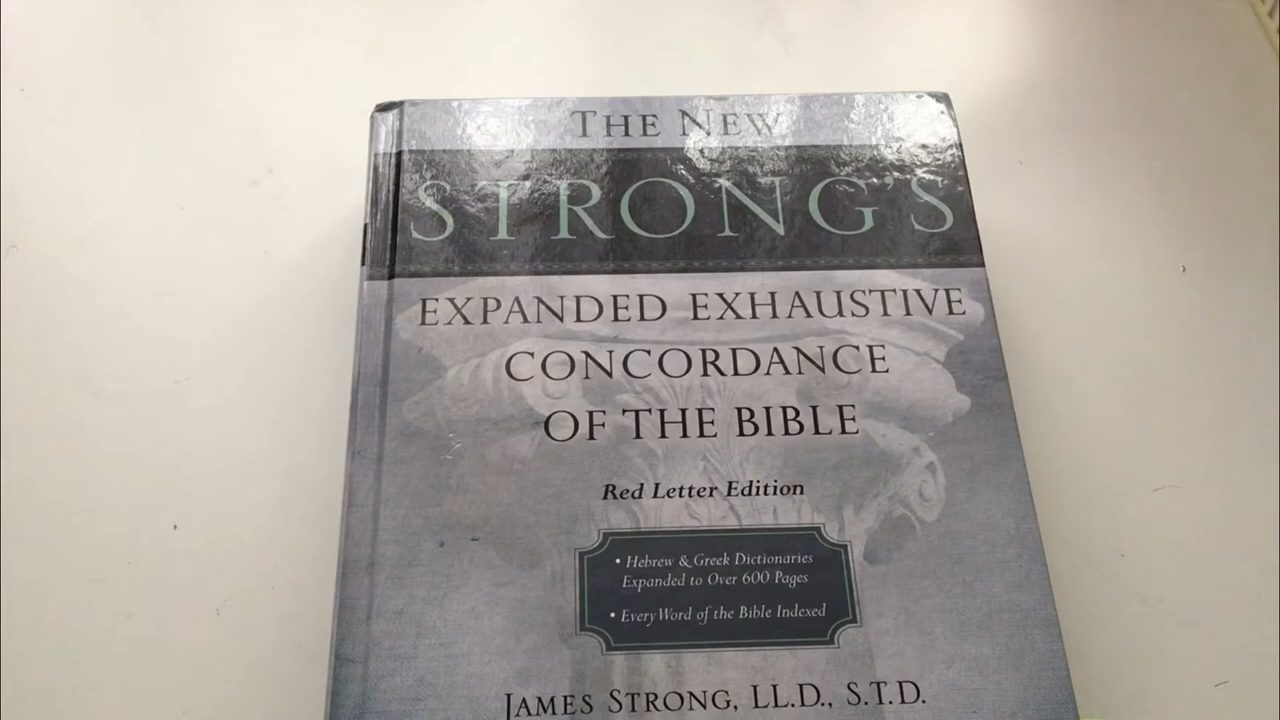 THE NEW
STRONG'S
EXPANDED EXHAUSTIVE
CONCORDANCE
OF THE BIBLE
Red Letter Edition
• Hebrew & Greek Dictionaries
Expanded to Over 600 Pages
• Every Word of the Bible Indexed
JAMES STRONG, LL.D., S.T.D.